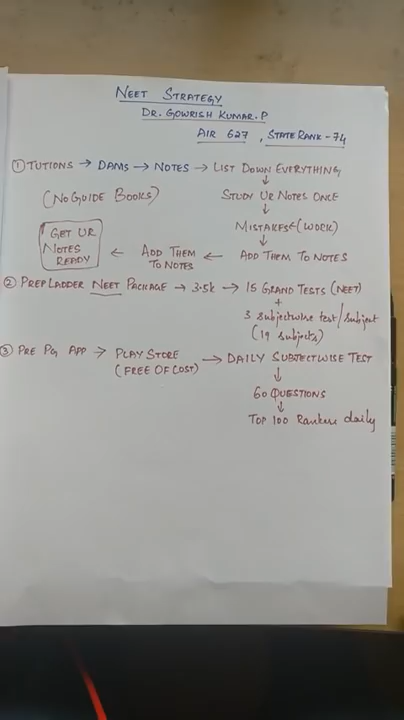 NEET STRATEGY
DR. GOWRISH KUMAR.P
AIR 627, STATE RANK-74
① TUTIONS → DAMS → NOTES → LIST DOWN EVERYTHING
↓
(NO GUIDE BOOKS) STUDY UR NOTES ONCE
↓
MISTAKES ← (WORK)
↓
GET UR NOTES READY ← ADD THEM TO NOTES ← ADD THEM TO NOTES
② PREPLADDER NEET PACKAGE → 3.5k → 15 GRAND TESTS (NEET)
+
3 subjectwise test/subject
(19 subjects)
③ PRE PG APP → PLAY STORE → DAILY SUBJECTWISE TEST
(FREE OF COST) ↓
60 QUESTIONS
↓
TOP 100 Rankers daily